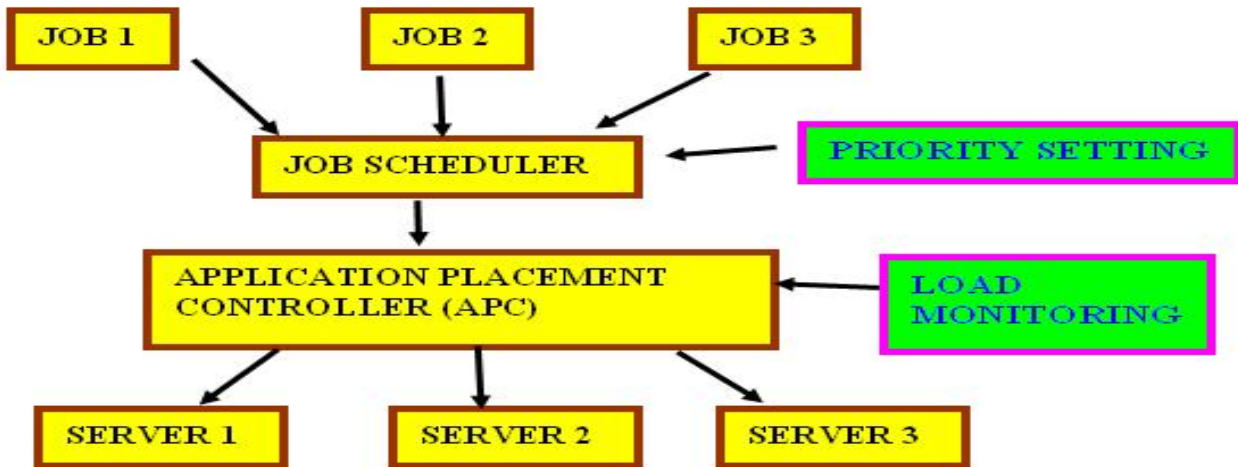 JOB 1
JOB 2
JOB 3
JOB SCHEDULER
PRIORITY SETTING
APPLICATION PLACEMENT
CONTROLLER (APC)
LOAD
MONITORING
SERVER 1
SERVER 2
SERVER 3